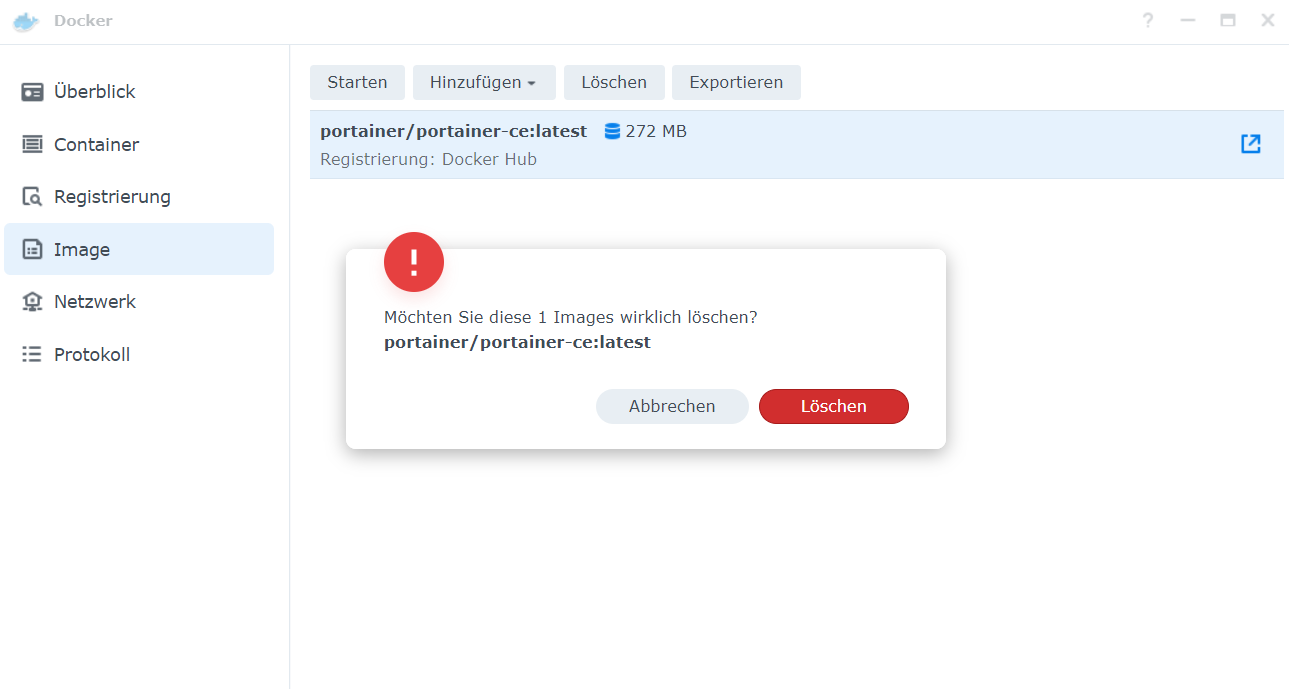 Docker
Überblick
Container
Registrierung
Image
Netzwerk
Protokoll
Starten
Hinzufügen
Löschen
Exportieren
portainer/portainer-ce:latest 272 MB
Registrierung: Docker Hub
Möchten Sie diese 1 Images wirklich löschen?
portainer/portainer-ce:latest
Abbrechen
Löschen